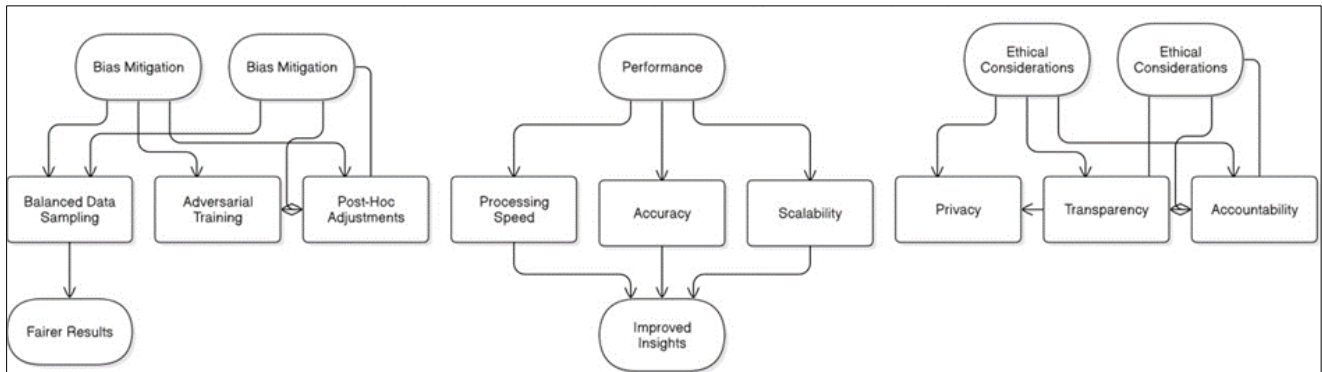 Bias Mitigation
Bias Mitigation
Performance
Ethical
Considerations
Ethical
Considerations
Balanced Data
Sampling
Adversarial
Training
Post-Hoc
Adjustments
Processing
Speed
Accuracy
Scalability
Privacy
Transparency
Accountability
Fairer Results
Improved
Insights